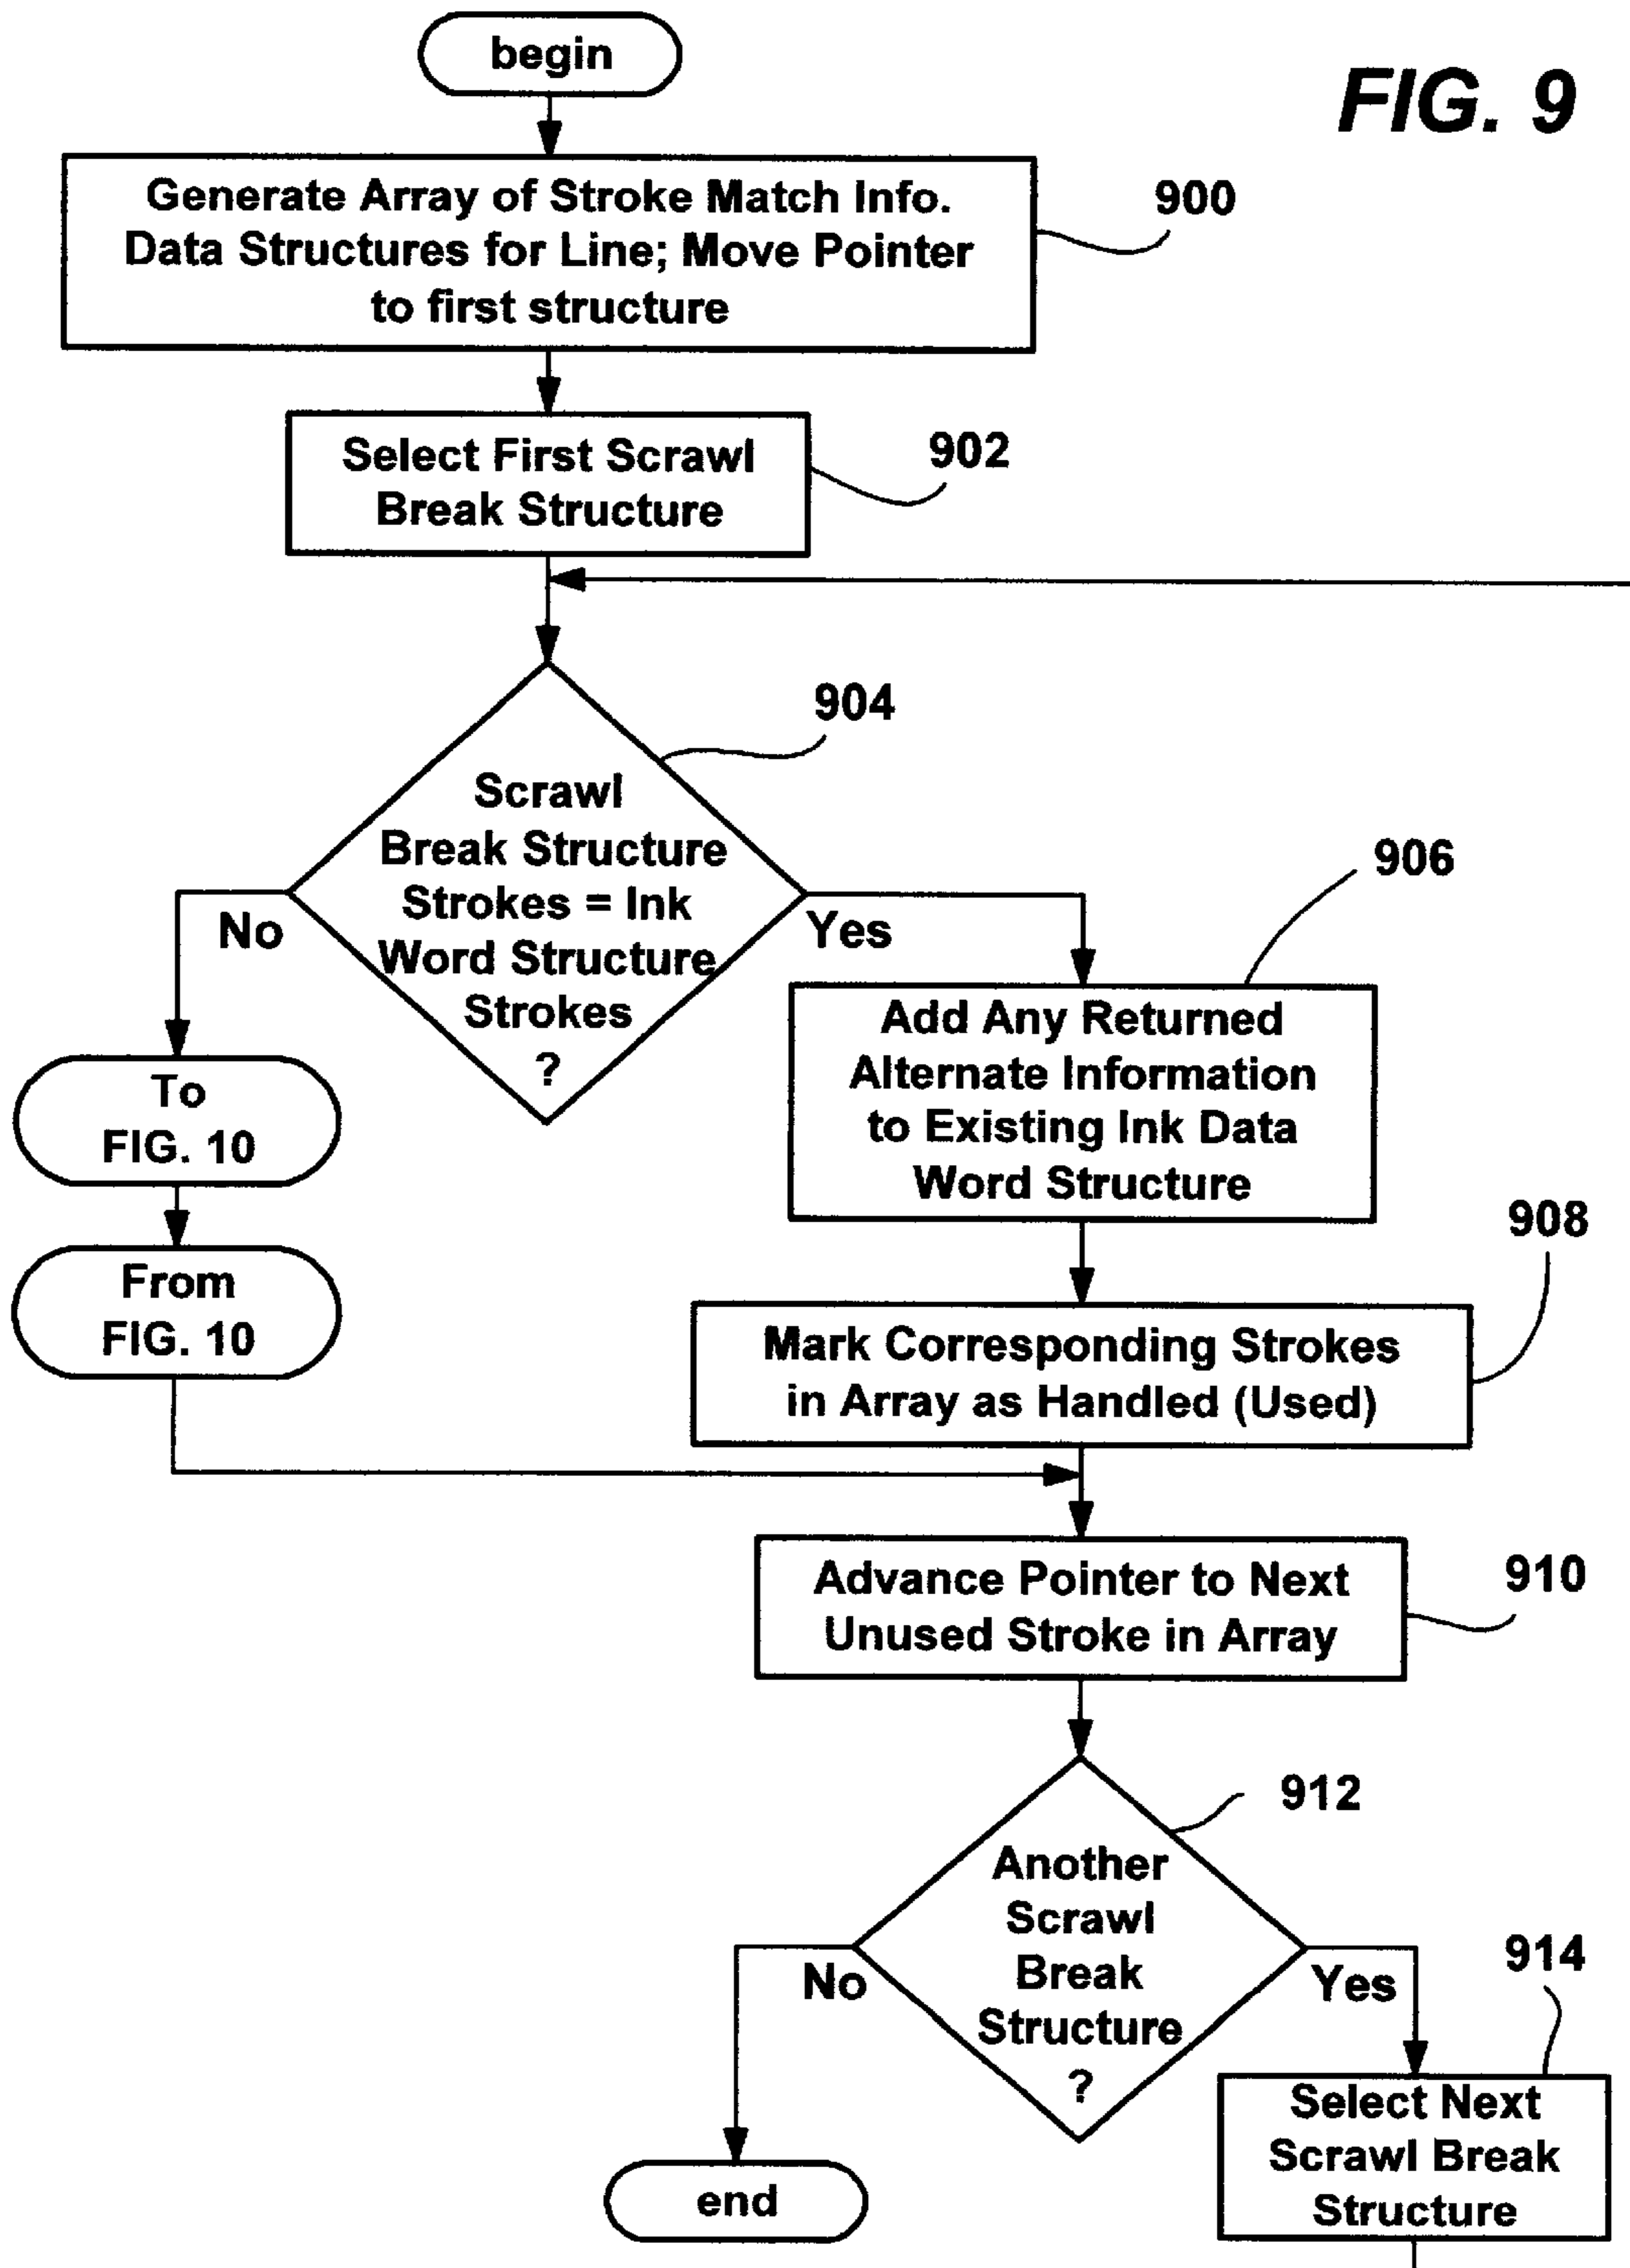 begin
FIG. 9
Generate Array of Stroke Match Info.
Data Structures for Line; Move Pointer
to first structure
900
Select First Scrawl
Break Structure
902
904
Scrawl
Break Structure
Strokes = Ink
Word Structure
Strokes
?
No
Yes
906
To
FIG. 10
Add Any Returned
Alternate Information
to Existing Ink Data
Word Structure
From
FIG. 10
908
Mark Corresponding Strokes
in Array as Handled (Used)
Advance Pointer to Next
Unused Stroke in Array
910
912
Another
Scrawl
Break
Structure
?
No
Yes
914
end
Select Next
Scrawl Break
Structure